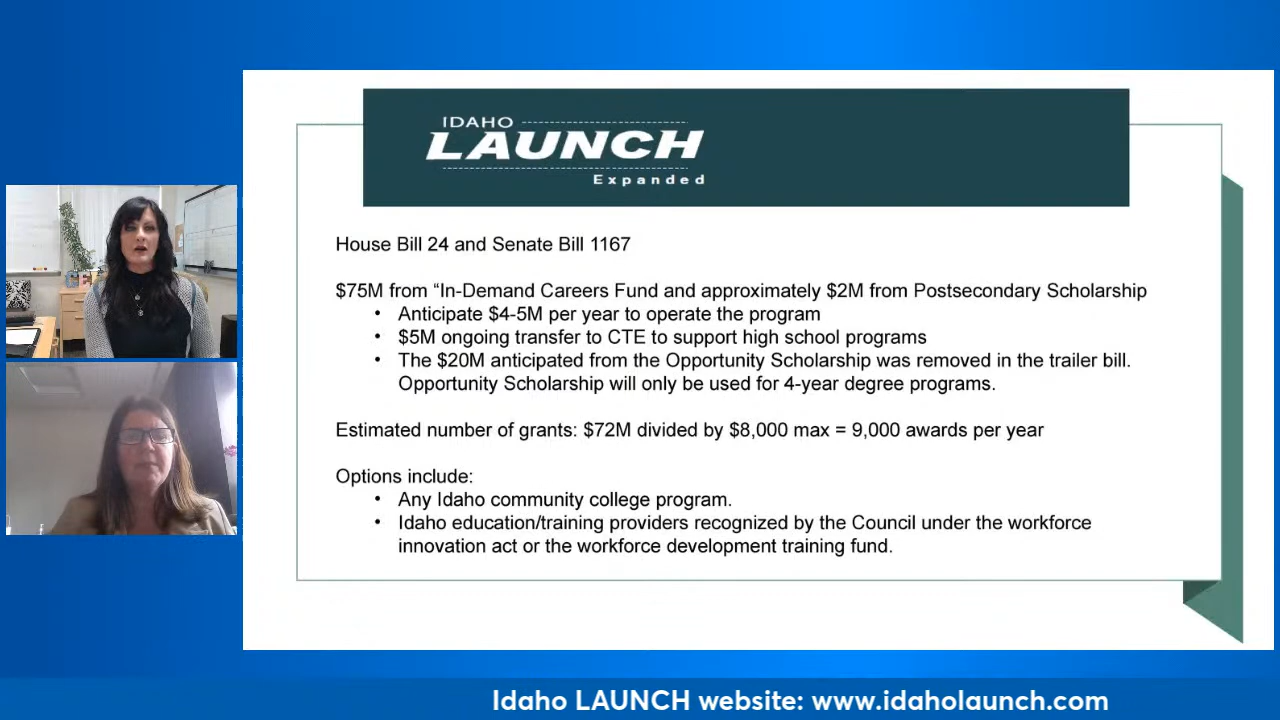 IDAHO
LAUNCH
Expanded
House Bill 24 and Senate Bill 1167
$75M from “In-Demand Careers Fund and approximately $2M from Postsecondary Scholarship
• Anticipate $4-5M per year to operate the program
• $5M ongoing transfer to CTE to support high school programs
• The $20M anticipated from the Opportunity Scholarship was removed in the trailer bill.
Opportunity Scholarship will only be used for 4-year degree programs.
Estimated number of grants: $72M divided by $8,000 max = 9,000 awards per year
Options include:
• Any Idaho community college program.
• Idaho education/training providers recognized by the Council under the workforce
innovation act or the workforce development training fund.
Idaho LAUNCH website: www.idaholaunch.com